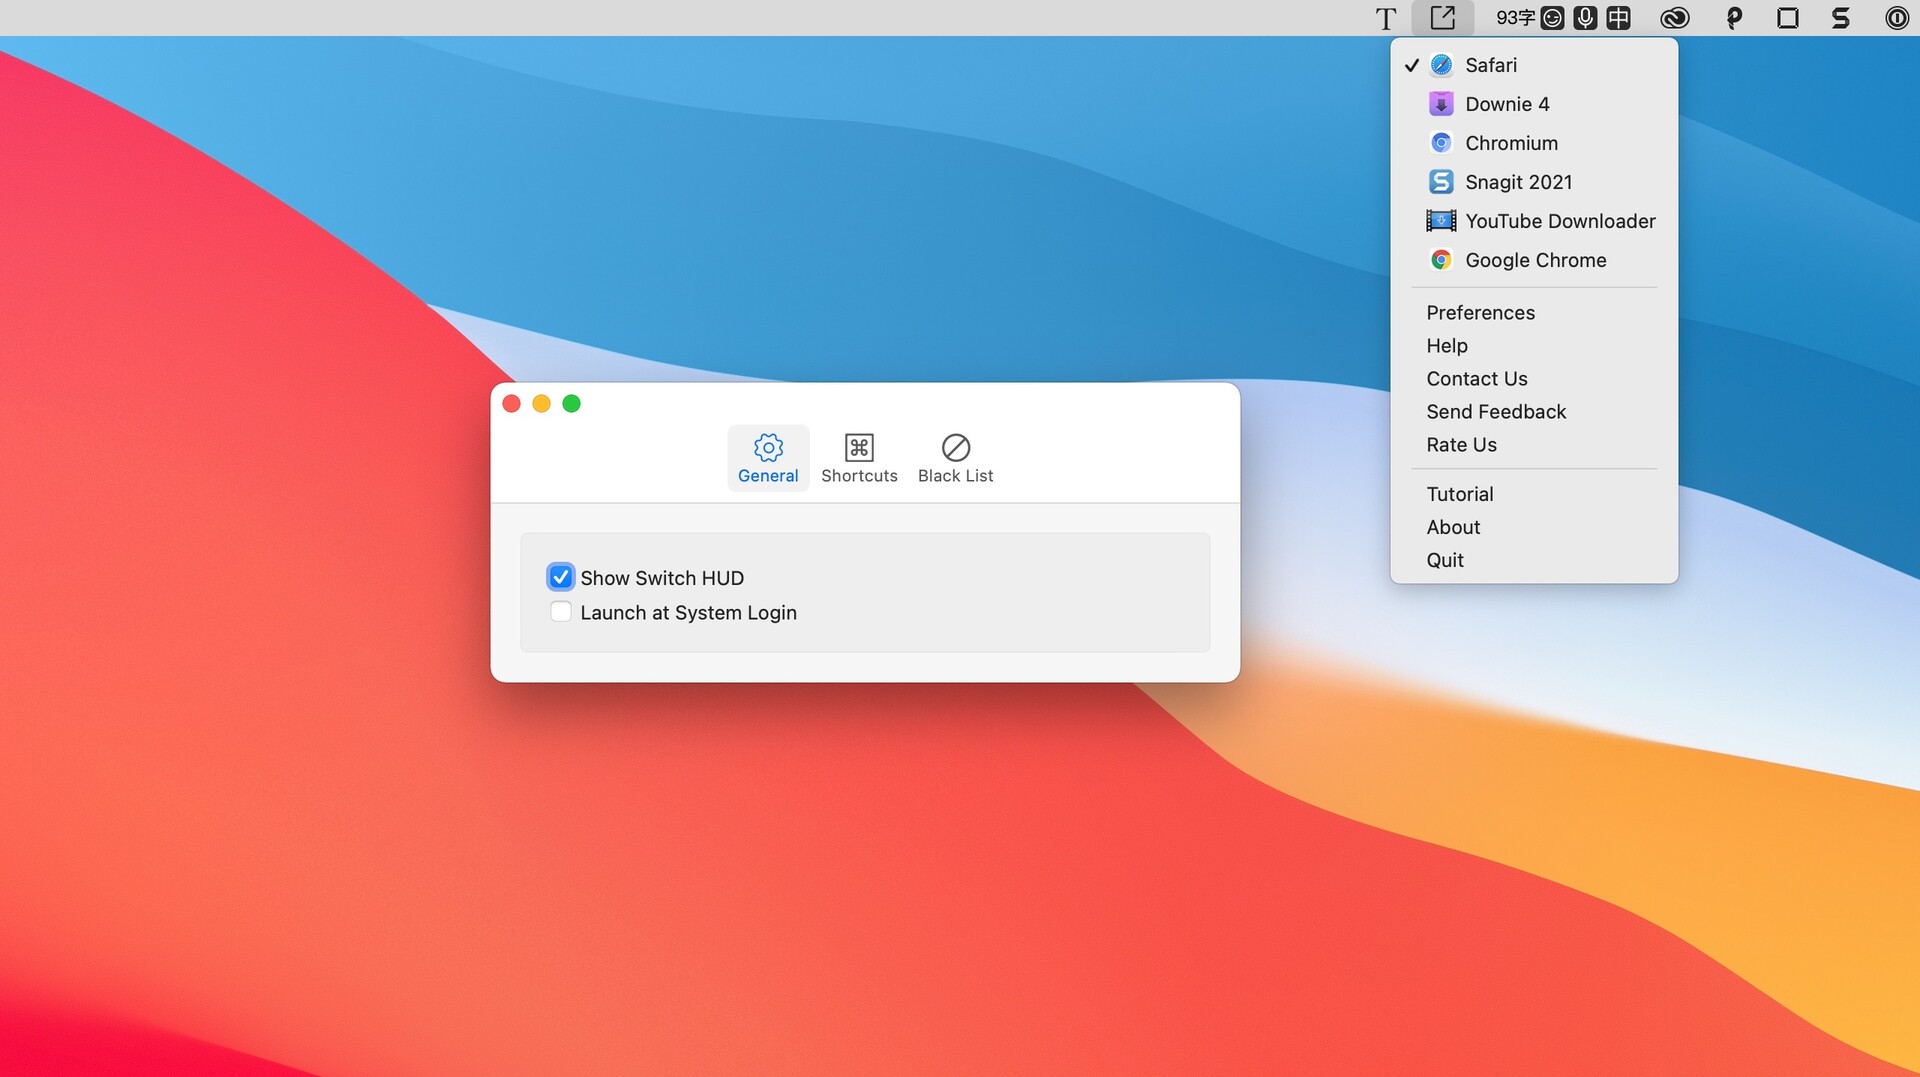 93字 中
Safari
Downie 4
Chromium
Snagit 2021
YouTube Downloader
Google Chrome
Preferences
Help
Contact Us
Send Feedback
Rate Us
Tutorial
About
Quit
General Shortcuts Black List
Show Switch HUD
Launch at System Login